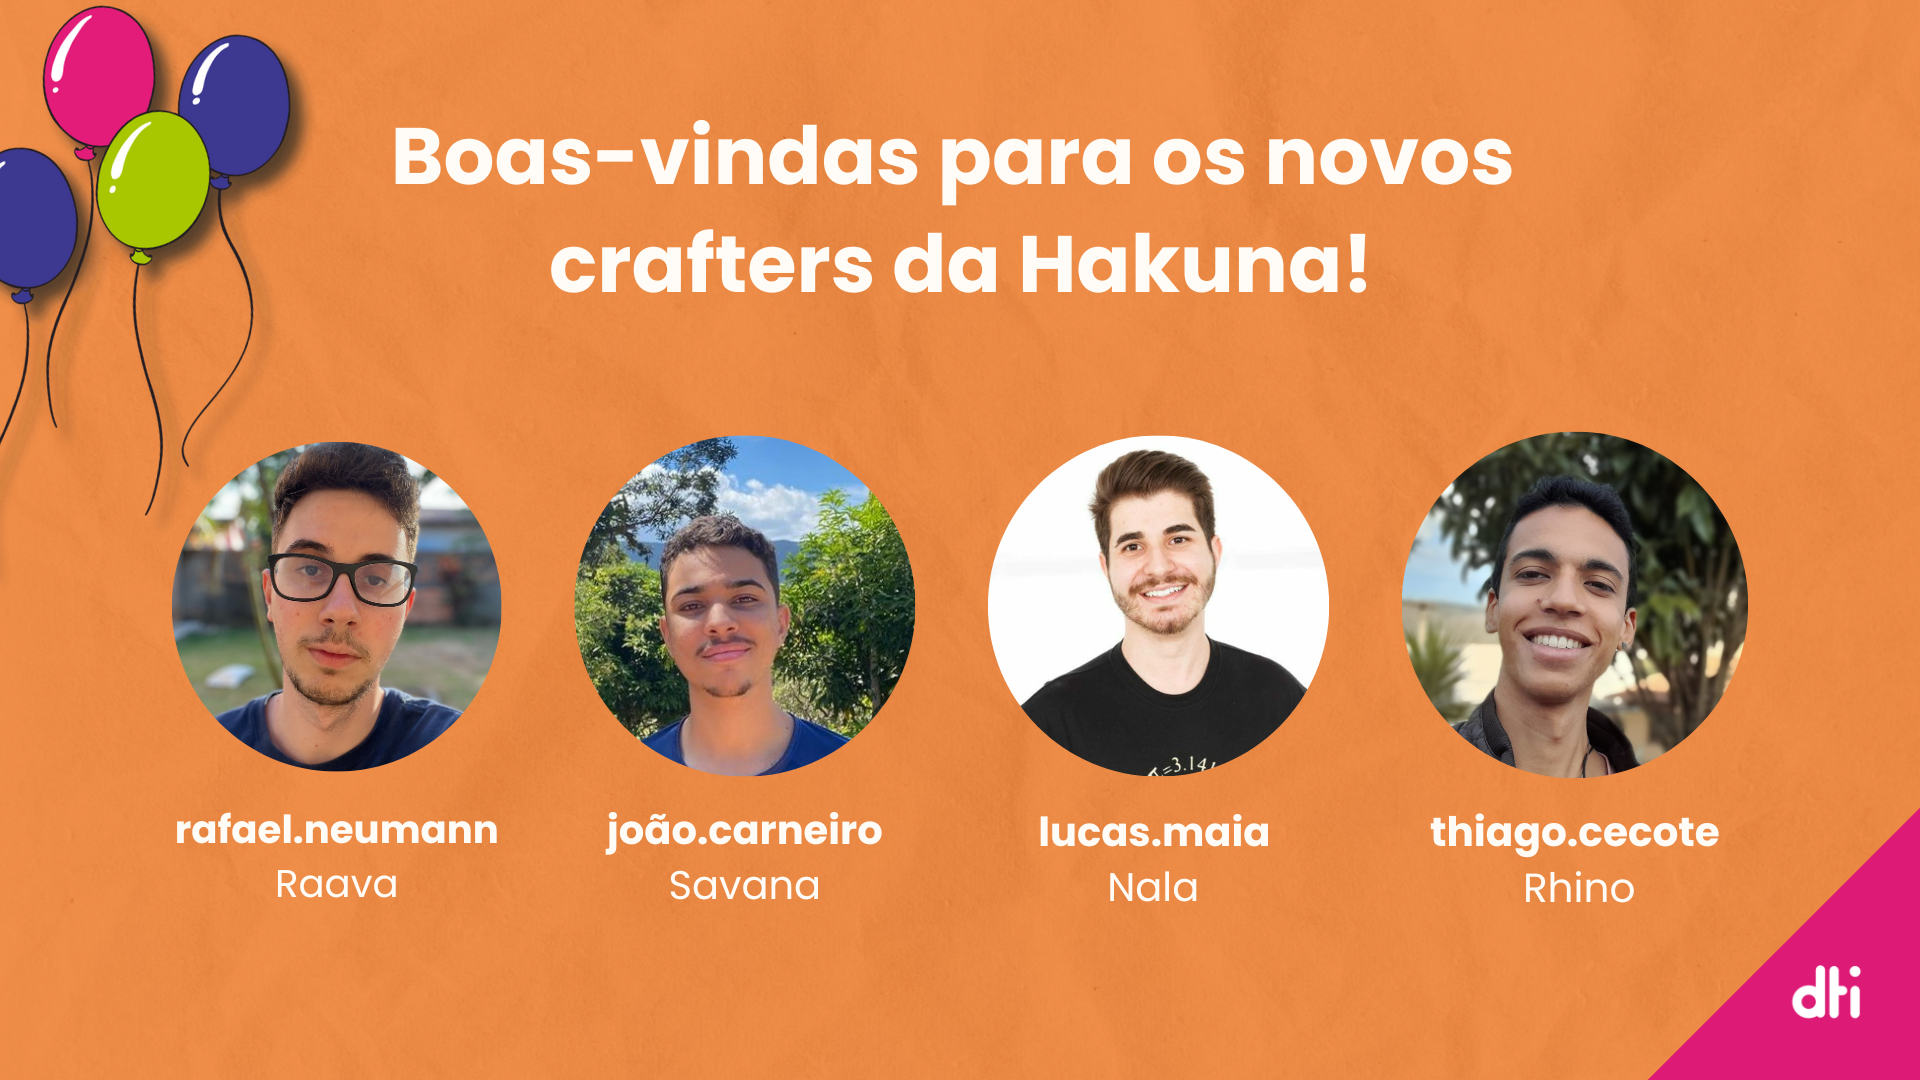 Boas-vindas para os novos
crafters da Hakuna!
rafael.neumann
Raava
joão.carneiro
Savana
lucas.maia
Nala
thiago.cecote
Rhino
dti